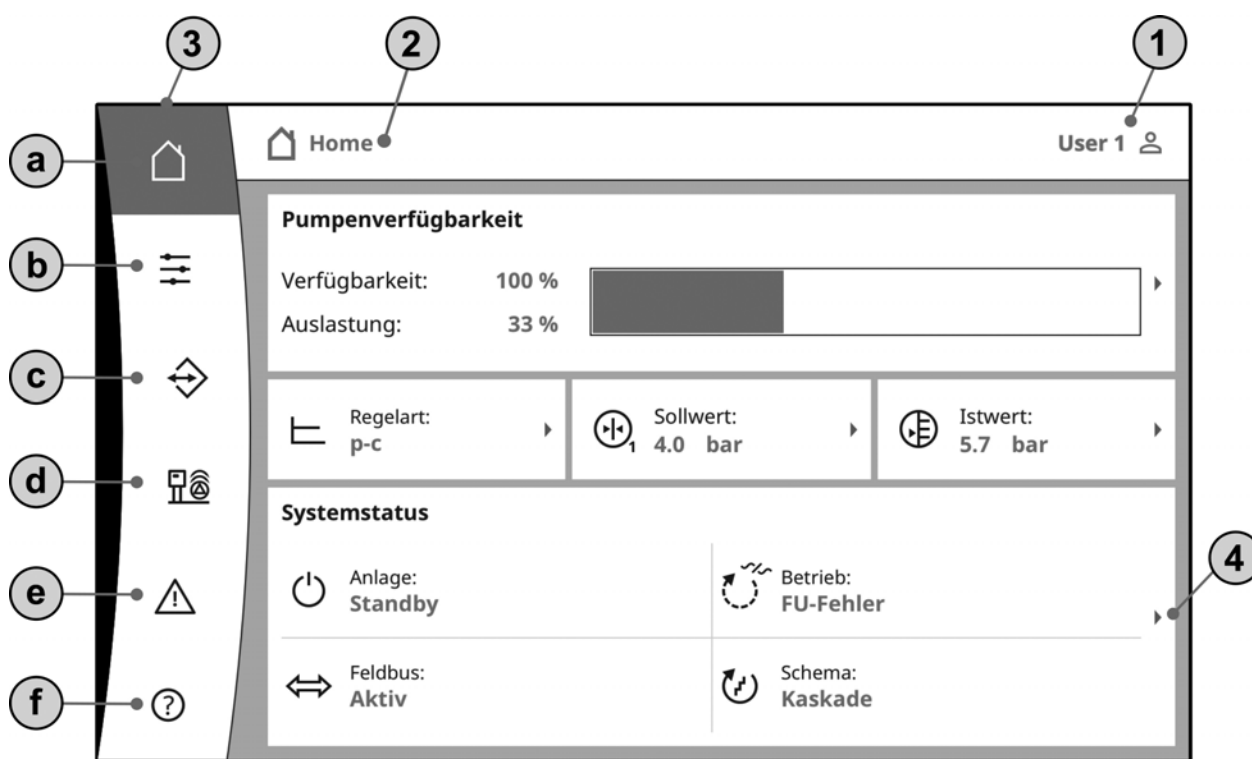 3
2
1
a
Home
User 1
Pumpenverfügbarkeit
b
Verfügbarkeit: 100 %
Auslastung: 33 %
c
Regelart:
p-c
1
Sollwert:
4.0 bar
Istwert:
5.7 bar
d
Systemstatus
4
e
Anlage:
Standby
Betrieb:
FU-Fehler
f
?
Feldbus:
Aktiv
Schema:
Kaskade